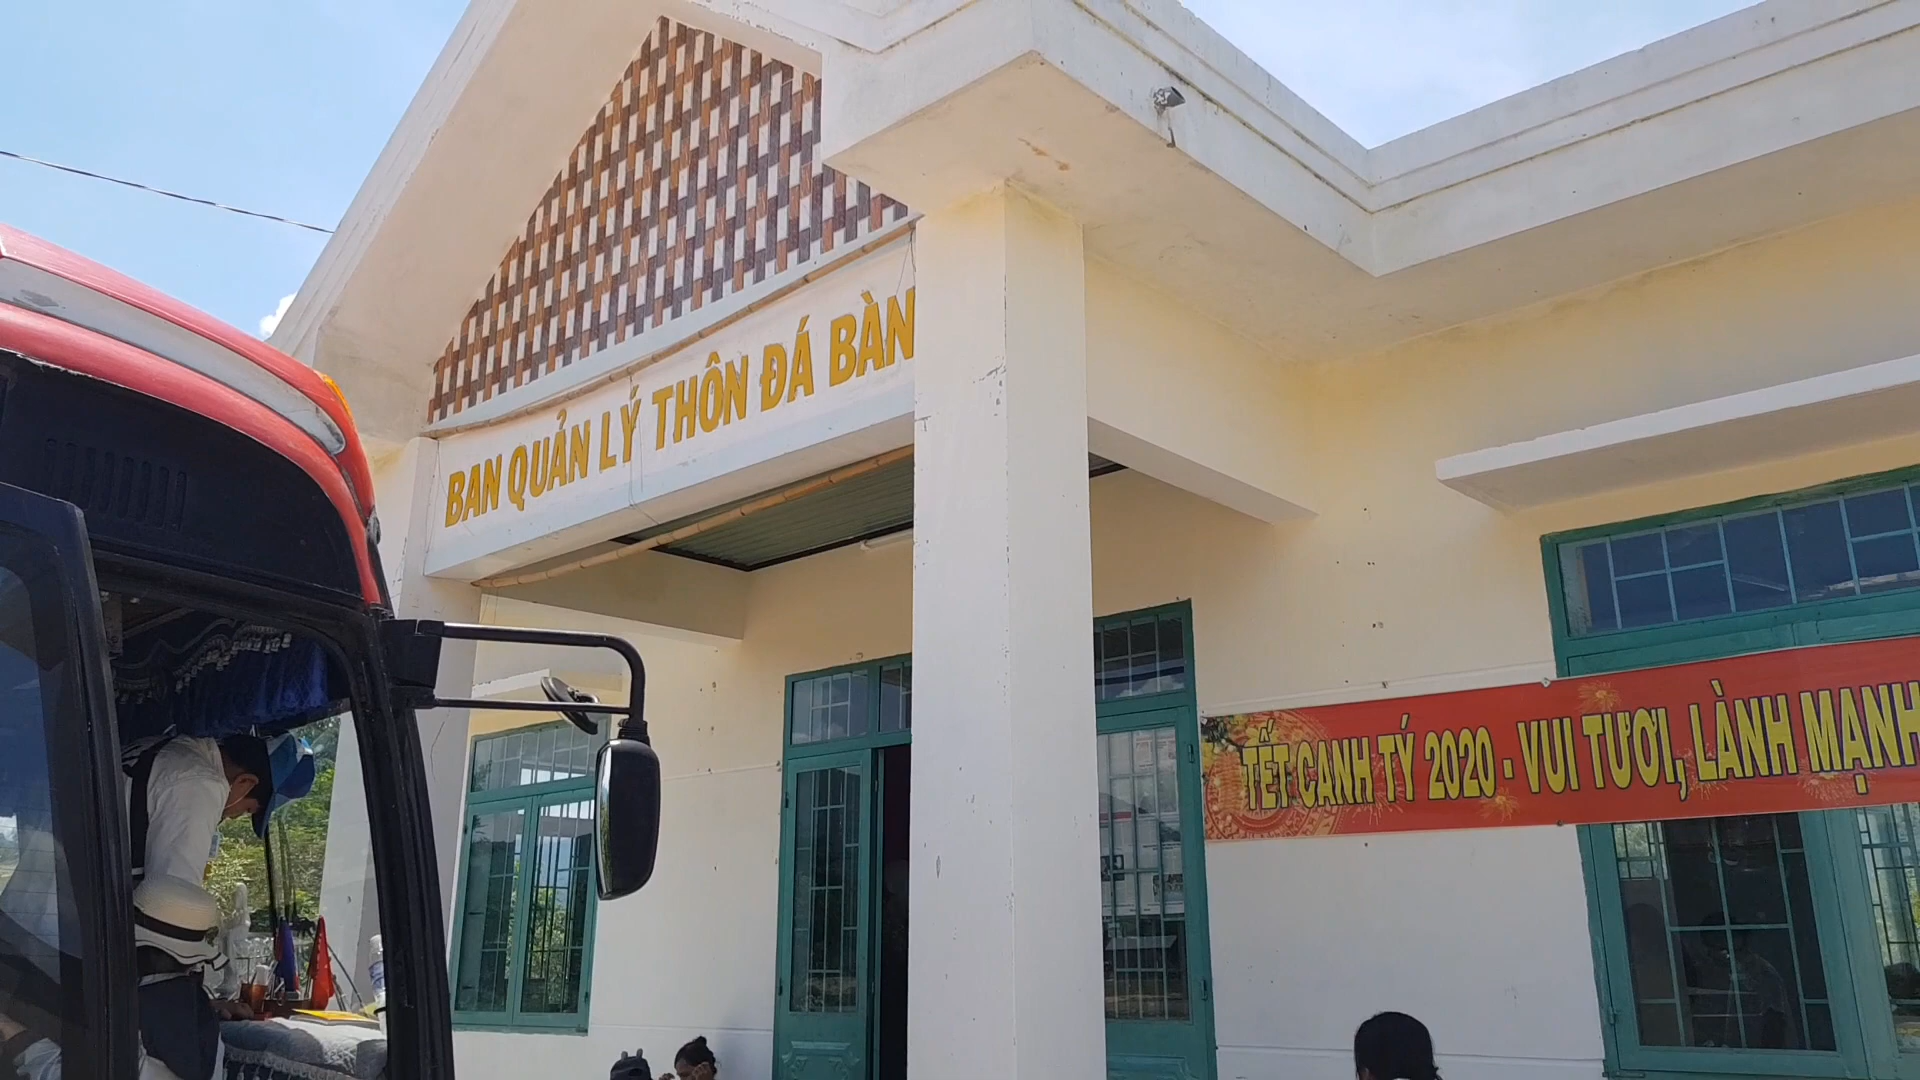 BAN QUẢN LÝ THÔN ĐÁ BÀN
TẾT CANH TÝ 2020 - VUI TƯƠI, LÀNH MẠNH